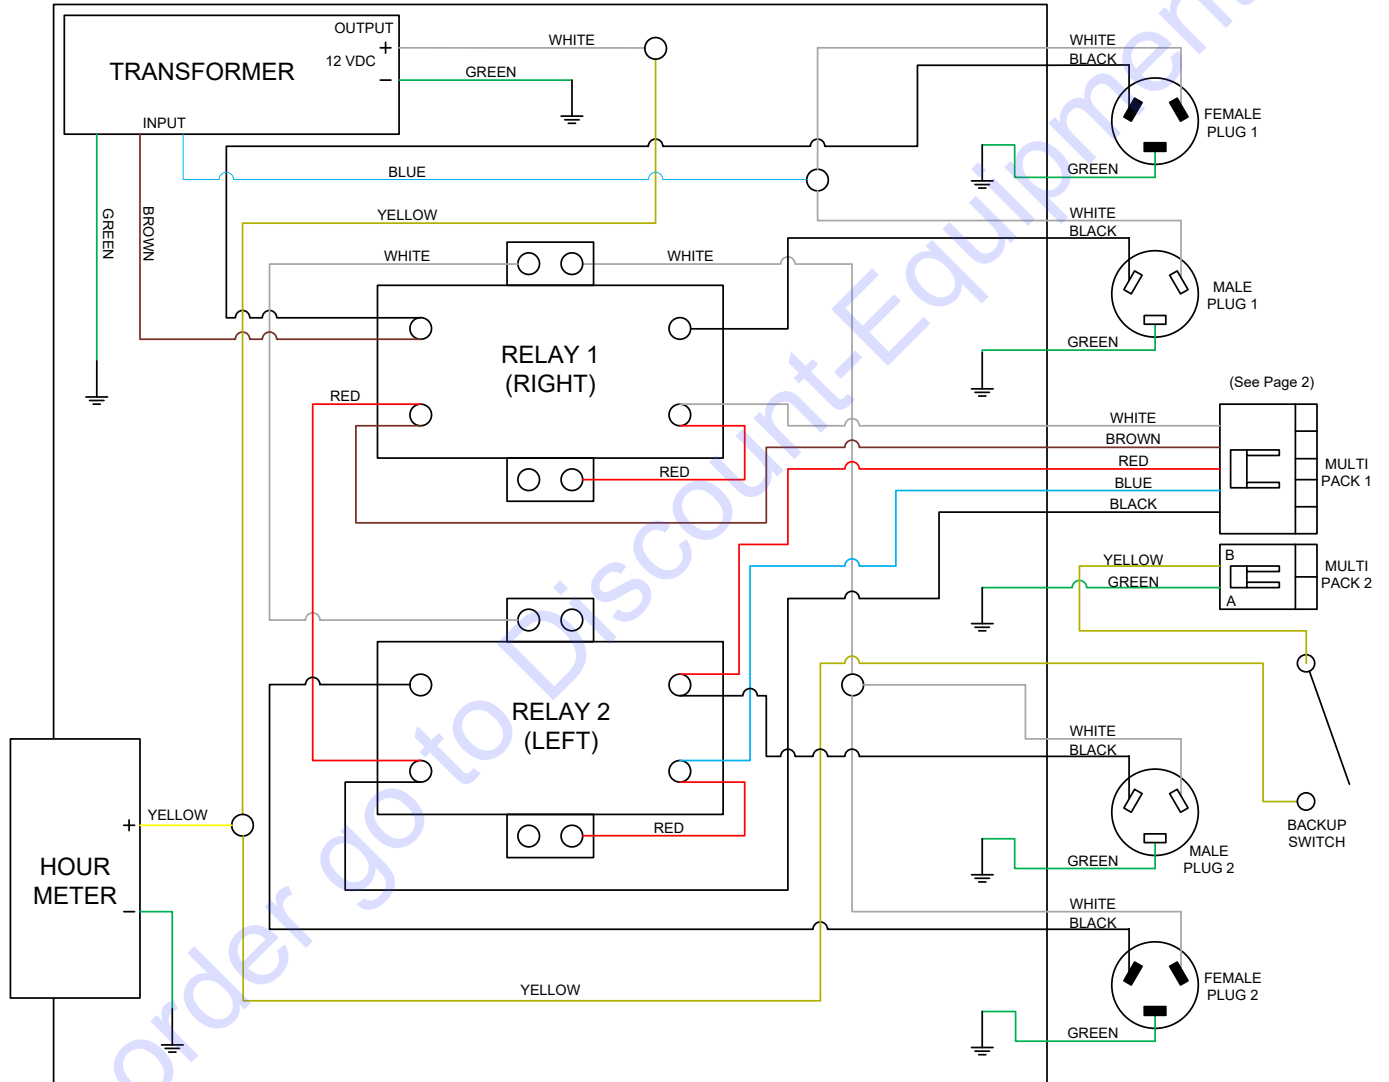 OUTPUT
+
12 VDC
−
TRANSFORMER
INPUT
WHITE
GREEN
GREEN
BROWN
BLUE
YELLOW
WHITE
WHITE
WHITE
BLACK
FEMALE
PLUG 1
GREEN
WHITE
BLACK
MALE
PLUG 1
GREEN
RELAY 1
(RIGHT)
RED
RED
(See Page 2)
WHITE
BROWN
RED
BLUE
BLACK
MULTI
PACK 1
YELLOW
GREEN
B
A
MULTI
PACK 2
RELAY 2
(LEFT)
RED
WHITE
BLACK
MALE
PLUG 2
GREEN
BACKUP
SWITCH
YELLOW
+
HOUR
METER
−
WHITE
BLACK
FEMALE
PLUG 2
GREEN
YELLOW
order go to Discount-Equipment